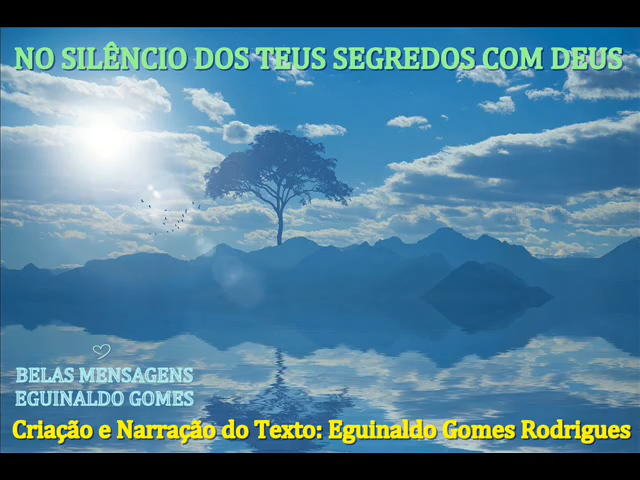 NO SILÊNCIO DOS TEUS SEGREDOS COM DEUS
BELAS MENSAGENS
EGUINALDO GOMES
Criação e Narração do Texto: Eguinaldo Gomes Rodrigues